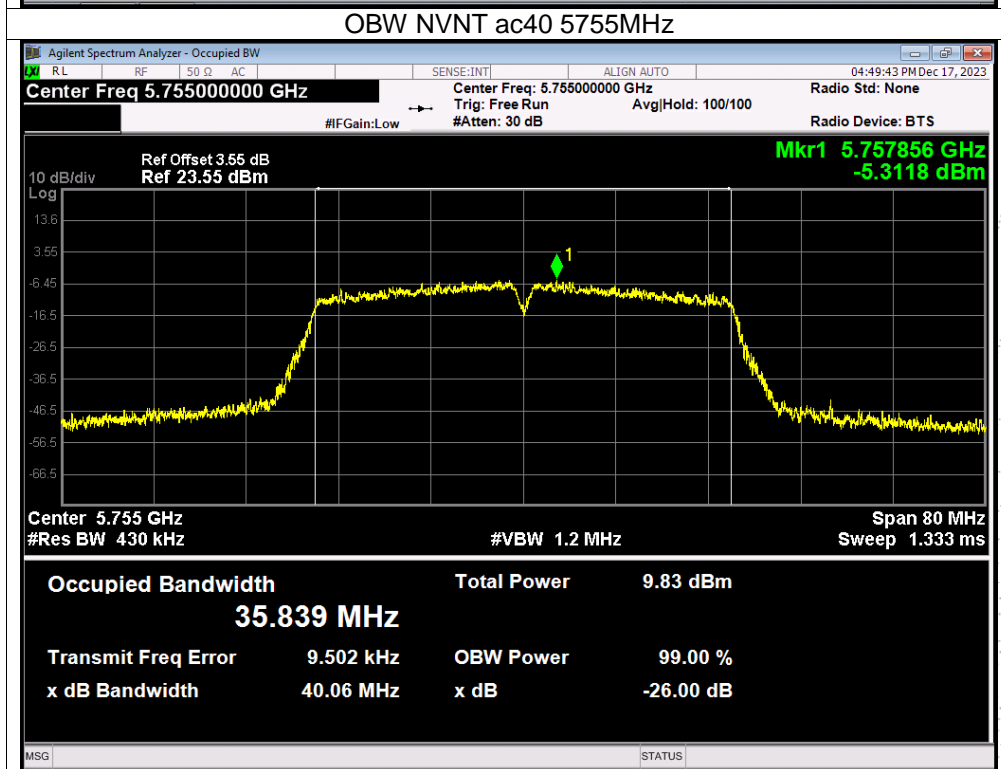 OBW NVNT ac40 5755MHz
Agilent Spectrum Analyzer - Occupied BW
LXI RL RF 50 Ω AC SENSE:INT ALIGN AUTO 04:49:43 PM Dec 17, 2023
Center Freq 5.755000000 GHz Center Freq: 5.755000000 GHz Radio Std: None
Trig: Free Run Avg|Hold: 100/100
#IFGain:Low #Atten: 30 dB Radio Device: BTS
Mkr1 5.757856 GHz
-5.3118 dBm
Ref Offset 3.55 dB
10 dB/div Ref 23.55 dBm
Log
13.6
3.55
1
-6.45
-16.5
-26.5
-36.5
-46.5
-56.5
-66.5
Center 5.755 GHz Span 80 MHz
#Res BW 430 kHz #VBW 1.2 MHz Sweep 1.333 ms
Occupied Bandwidth Total Power 9.83 dBm
35.839 MHz
Transmit Freq Error 9.502 kHz OBW Power 99.00 %
x dB Bandwidth 40.06 MHz x dB -26.00 dB
MSG STATUS